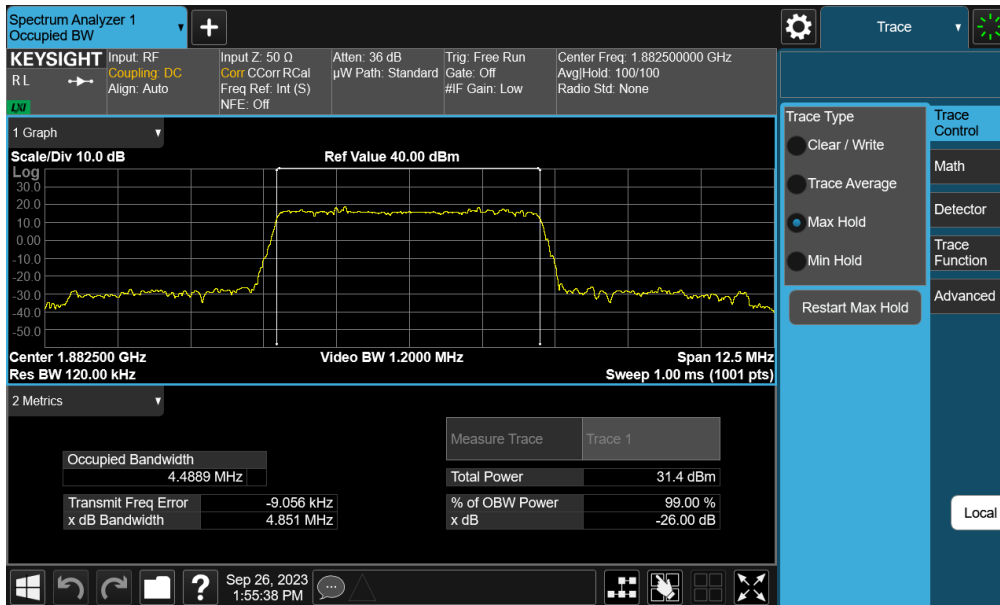 Spectrum Analyzer 1
Occupied BW
Trace
KEYSIGHT
R L
LXI
Input: RF
Coupling: DC
Align: Auto
Input Z: 50 Ω
Corr CCorr RCal
Freq Ref: Int (S)
NFE: Off
Atten: 36 dB
µW Path: Standard
Trig: Free Run
Gate: Off
#IF Gain: Low
Center Freq: 1.882500000 GHz
Avg|Hold: 100/100
Radio Std: None
1 Graph
Scale/Div 10.0 dB
Ref Value 40.00 dBm
Log
30.0
20.0
10.0
0.00
-10.0
-20.0
-30.0
-40.0
-50.0
Center 1.882500 GHz
Video BW 1.2000 MHz
Span 12.5 MHz
Res BW 120.00 kHz
Sweep 1.00 ms (1001 pts)
2 Metrics
Measure Trace
Trace 1
Occupied Bandwidth
4.4889 MHz
Total Power
31.4 dBm
Transmit Freq Error
-9.056 kHz
% of OBW Power
99.00 %
x dB Bandwidth
4.851 MHz
x dB
-26.00 dB
Trace Type
Clear / Write
Trace Average
Max Hold
Min Hold
Restart Max Hold
Trace
Control
Math
Detector
Trace
Function
Advanced
Local
?
Sep 26, 2023
1:55:38 PM